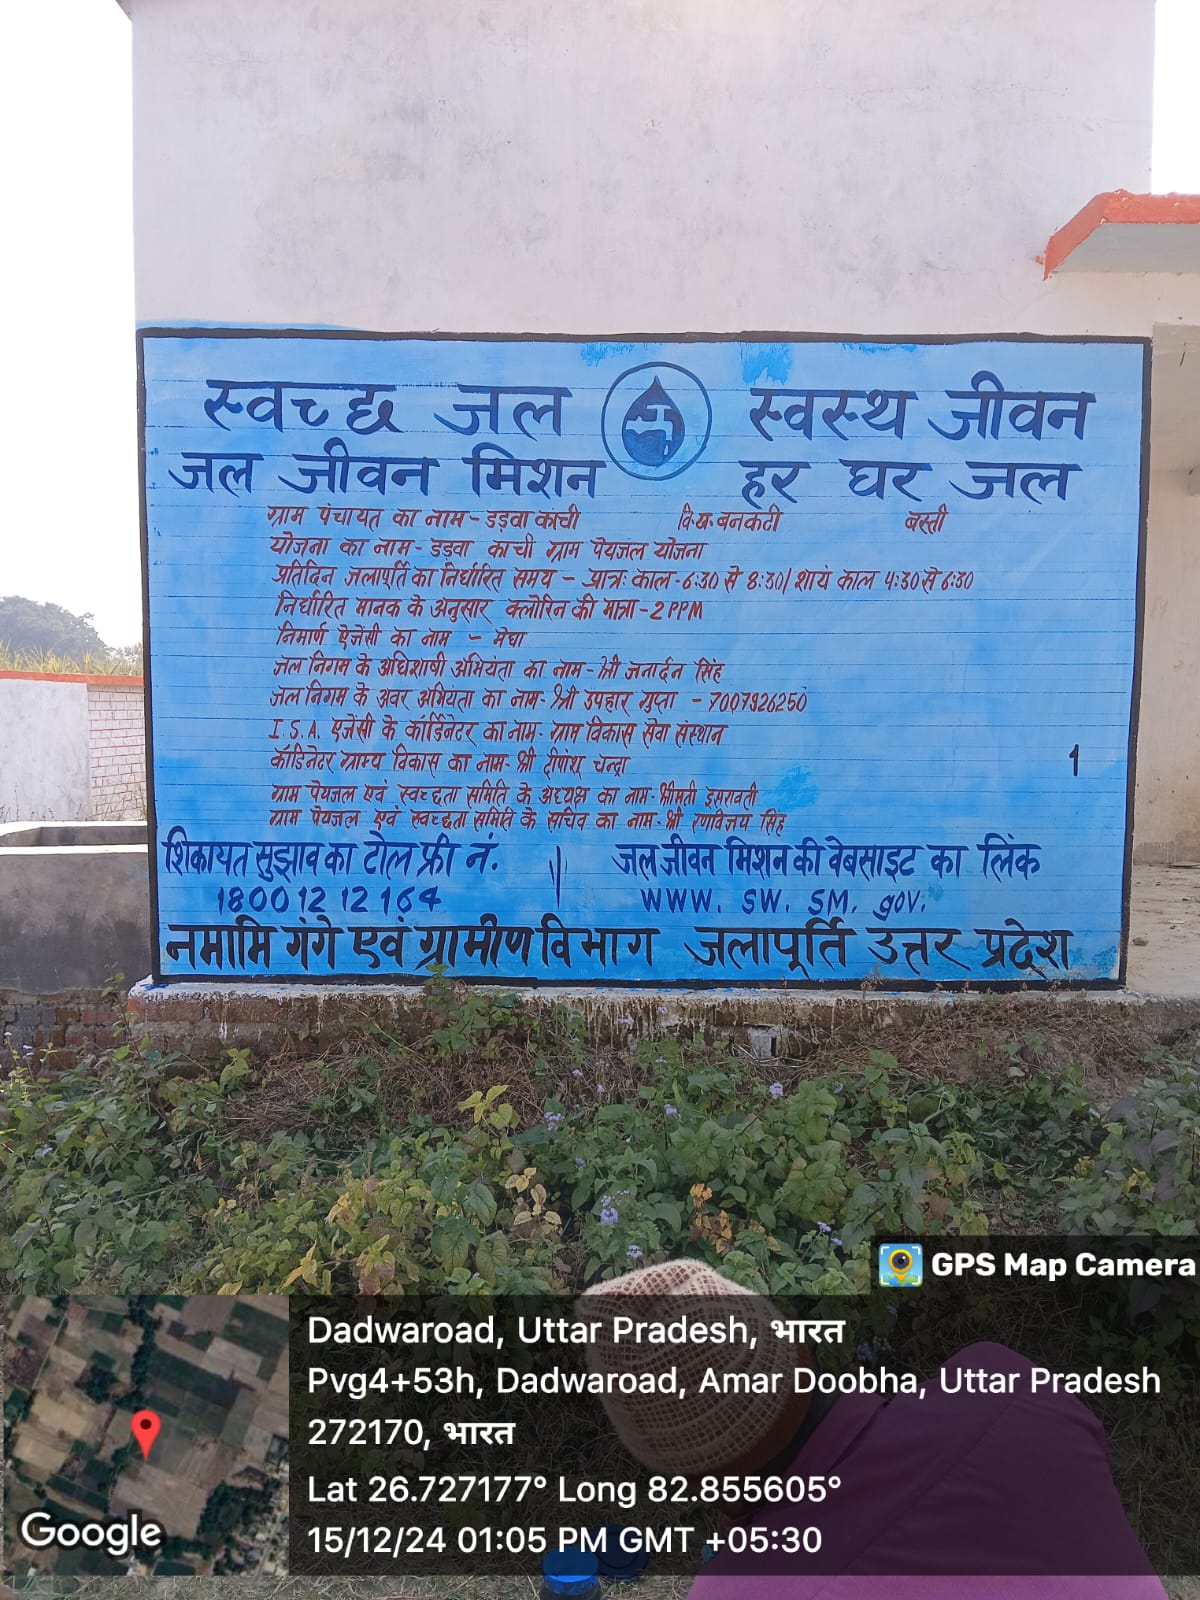 स्वच्छ जल स्वस्थ जीवन
जल जीवन मिशन हर घर जल
ग्राम पंचायत का नाम - डड़वा काची वि.ख. बनकटी बस्ती
योजना का नाम - डड़वा काची ग्राम पेयजल योजना
प्रतिदिन जलापूर्ति का निर्धारित समय - प्रात्र: काल - 6:30 से 8:30/ शायं काल 4:30 से 6:30
निर्धारित मानक के अनुसार क्लोरिन की मात्रा - 2 PPM
निमार्ण ऐजेंसी का नाम - मेघा
जल निगम के अधिशाषी अभियंता का नाम - श्री जनार्दन सिंह
जल निगम के अवर अभियंता का नाम - श्री उपहार गुप्ता - 7007926250
I.S.A. एजेंसी के कॉर्डिनेटर का नाम - ग्राम विकास सेवा संस्थान
कॉडिनेटर ग्राम्य विकास का नाम - श्री दीपांशू चन्द्रा
ग्राम पेयजल एवं स्वच्छता समिति के अध्यक्ष का नाम - श्रीमती इसरावती
ग्राम पेयजल एवं स्वच्छता समिति के सचिव का नाम - श्री रणविजय सिंह
1
शिकायत सुझाव का टोल फ्री नं. जल जीवन मिशन की वेबसाइट का लिंक
1800 12 12 164 WWW. SW. SM. gov.
नमामि गंगे एवं ग्रामीण विभाग जलापूर्ति उत्तर प्रदेश
GPS Map Camera
Dadwaroad, Uttar Pradesh, भारत
Pvg4+53h, Dadwaroad, Amar Doobha, Uttar Pradesh
272170, भारत
Lat 26.727177° Long 82.855605°
15/12/24 01:05 PM GMT +05:30
Google